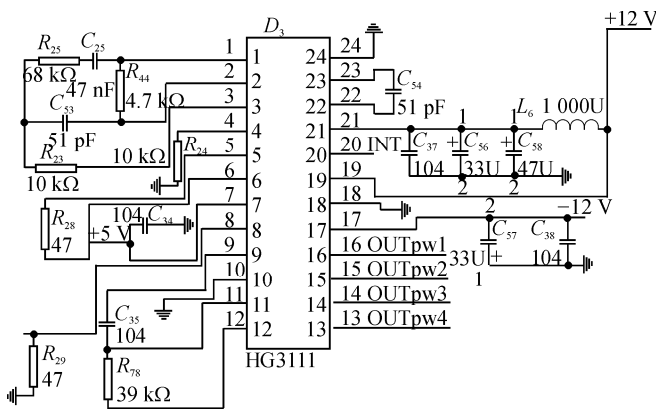 D3
+12 V
R25
C25
68 kΩ
47 nF
R44
4.7 kΩ
C53
51 pF
R23
10 kΩ
10 kΩ
R24
R28
47
+5 V
104
C34
C35
104
R29
47
R78
39 kΩ
1
2
3
4
5
6
7
8
9
10
11
12
1
2
3
4
5
6
7
8
9
10
11
12
24
23
22
21
20
19
18
17
16
15
14
13
HG3111
24
23
22
21
20 INT
19
18
17
16 OUTpw1
15 OUTpw2
14 OUTpw3
13 OUTpw4
C54
51 pF
L6
1 000U
1
1
C37
+
C56
+
C58
104
33U
47U
2
2
−12 V
2
C57
C38
33U
+
104
1